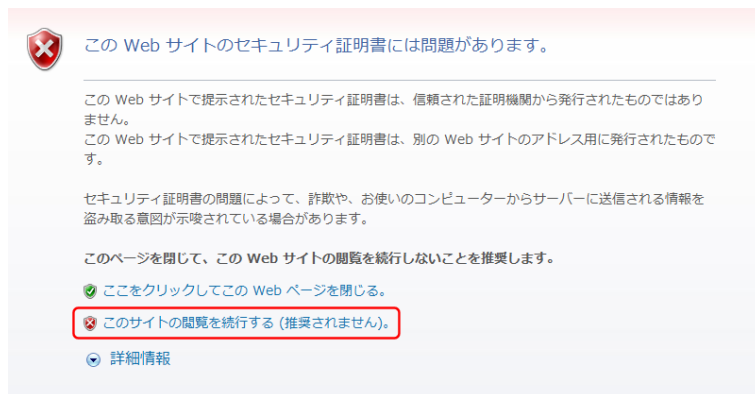 この Web サイトのセキュリティ証明書には問題があります。
この Web サイトで提示されたセキュリティ証明書は、信頼された証明機関から発行されたものではあり
ません。
この Web サイトで提示されたセキュリティ証明書は、別の Web サイトのアドレス用に発行されたもので
す。
セキュリティ証明書の問題によって、詐欺や、お使いのコンピューターからサーバーに送信される情報を
盗み取る意図が示唆されている場合があります。
このページを閉じて、この Web サイトの閲覧を続行しないことを推奨します。
ここをクリックしてこの Web ページを閉じる。
このサイトの閲覧を続行する (推奨されません)。
詳細情報